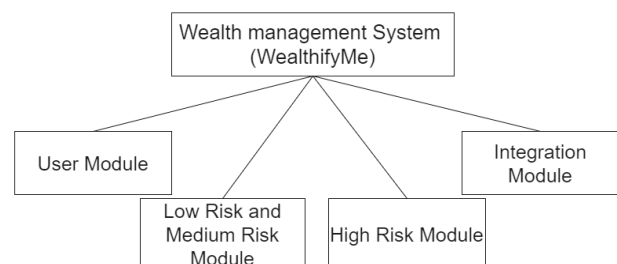 Wealth management System
(WealthifyMe)
User Module
Integration
Module
Low Risk and
Medium Risk
Module
High Risk Module